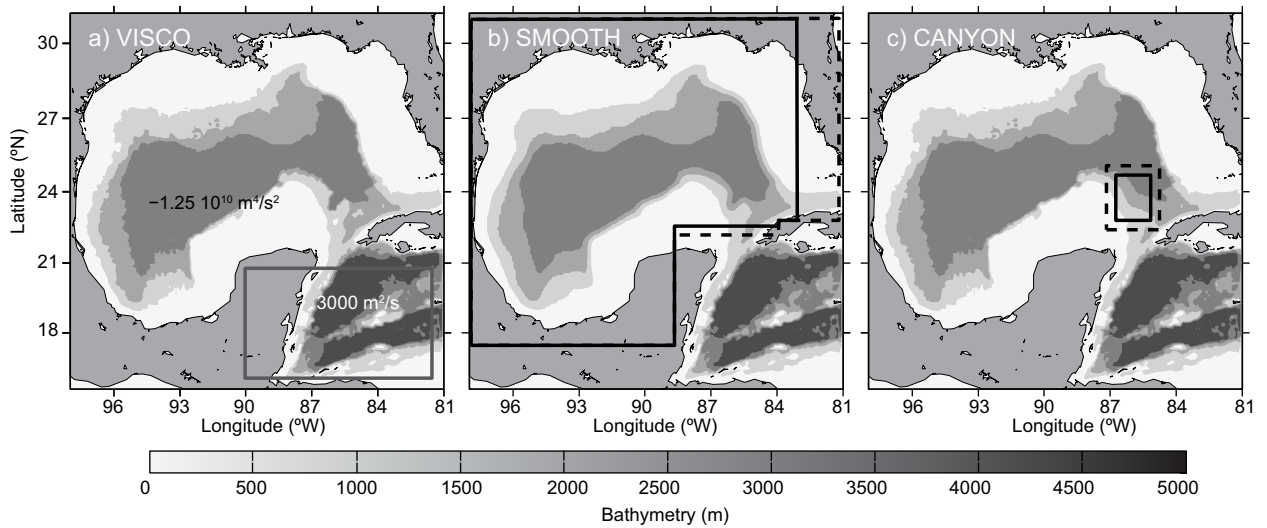 a) VISCO
b) SMOOTH
c) CANYON
30
27
24
21
18
Latitude (ºN)
−1.25 10¹⁰ m⁴/s²
3000 m²/s
96 93 90 87 84 81
96 93 90 87 84 81
96 93 90 87 84 81
Longitude (ºW) Longitude (ºW) Longitude (ºW)
0 500 1000 1500 2000 2500 3000 3500 4000 4500 5000
Bathymetry (m)